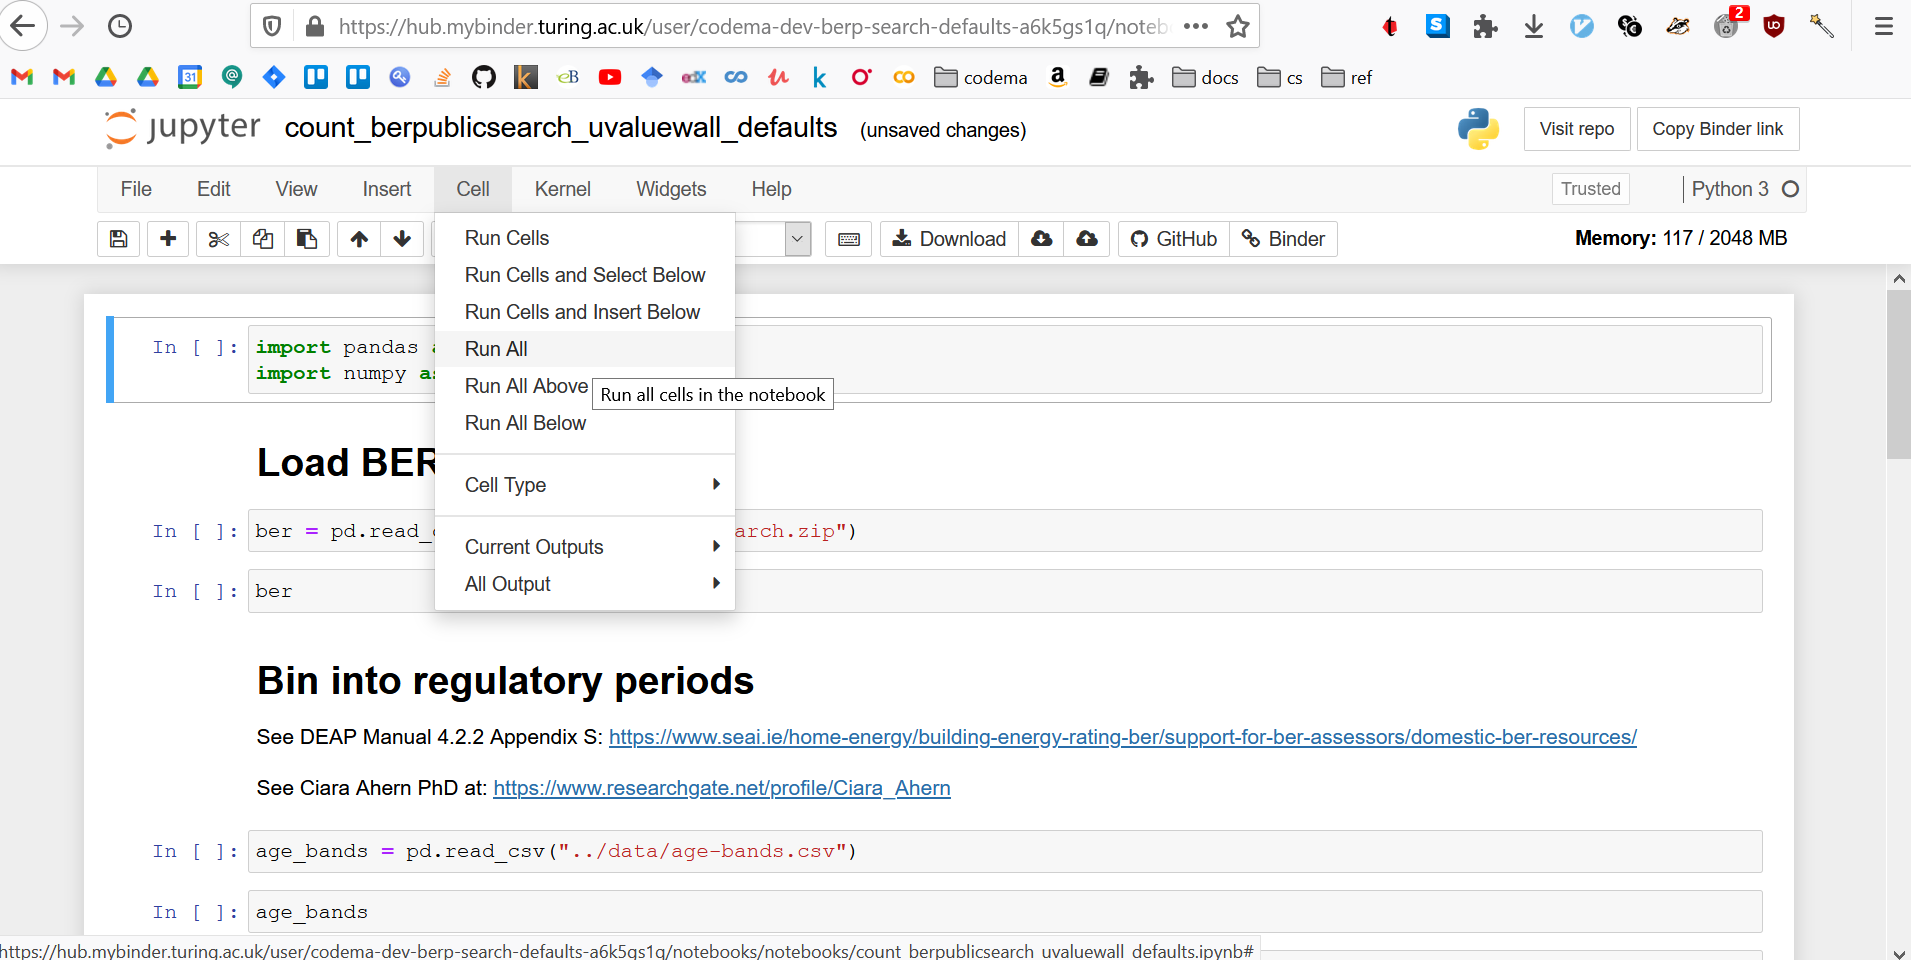 https://hub.mybinder.turing.ac.uk/user/codema-dev-berp-search-defaults-a6k5gs1q/noteb
2
31
codema
docs
cs
ref
jupyter count_berpublicsearch_uvaluewall_defaults (unsaved changes)
Visit repo
Copy Binder link
File Edit View Insert Cell Kernel Widgets Help
Trusted
Python 3
Download
GitHub
Binder
Memory: 117 / 2048 MB
Run Cells
Run Cells and Select Below
Run Cells and Insert Below
Run All
Run All Above
Run all cells in the notebook
Run All Below
Cell Type
Current Outputs
All Output
In [ ]: import pandas
import numpy as
Load BER
In [ ]: ber = pd.read_ arch.zip")
In [ ]: ber
Bin into regulatory periods
See DEAP Manual 4.2.2 Appendix S: https://www.seai.ie/home-energy/building-energy-rating-ber/support-for-ber-assessors/domestic-ber-resources/
See Ciara Ahern PhD at: https://www.researchgate.net/profile/Ciara_Ahern
In [ ]: age_bands = pd.read_csv("../data/age-bands.csv")
In [ ]: age_bands
https://hub.mybinder.turing.ac.uk/user/codema-dev-berp-search-defaults-a6k5gs1q/notebooks/notebooks/count_berpublicsearch_uvaluewall_defaults.ipynb#